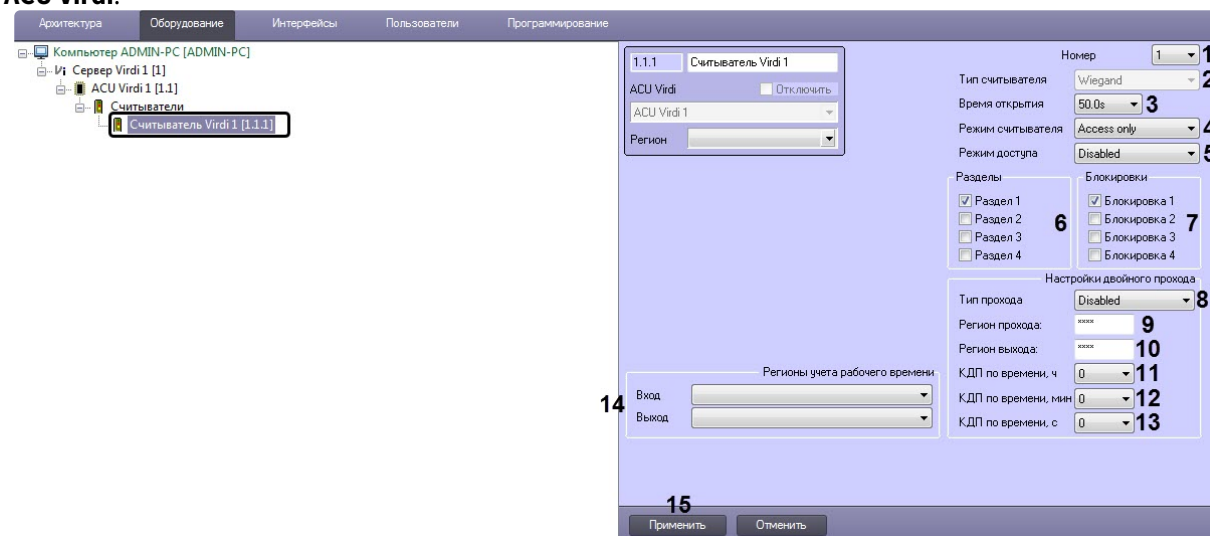 ACU Virdi.
Архитектура Оборудование Интерфейсы Пользователи Программирование
Компьютер ADMIN-PC [ADMIN-PC]
Сервер Virdi 1 [1]
ACU Virdi 1 [1.1]
Считыватели
Считыватель Virdi 1 [1.1.1]
1.1.1 Считыватель Virdi 1
ACU Virdi Отключить
ACU Virdi 1
Регион
Номер 1 1
Тип считывателя Wiegand 2
Время открытия 50.0s 3
Режим считывателя Access only 4
Режим доступа Disabled 5
Разделы Блокировки
Раздел 1 Блокировка 1
Раздел 2 6 Блокировка 2 7
Раздел 3 Блокировка 3
Раздел 4 Блокировка 4
Настройки двойного прохода
Тип прохода Disabled 8
Регион прохода: **** 9
Регион выхода: **** 10
КДП по времени, ч 0 11
КДП по времени, мин 0 12
КДП по времени, с 0 13
Регионы учета рабочего времени
14 Вход
Выход
15
Применить Отменить